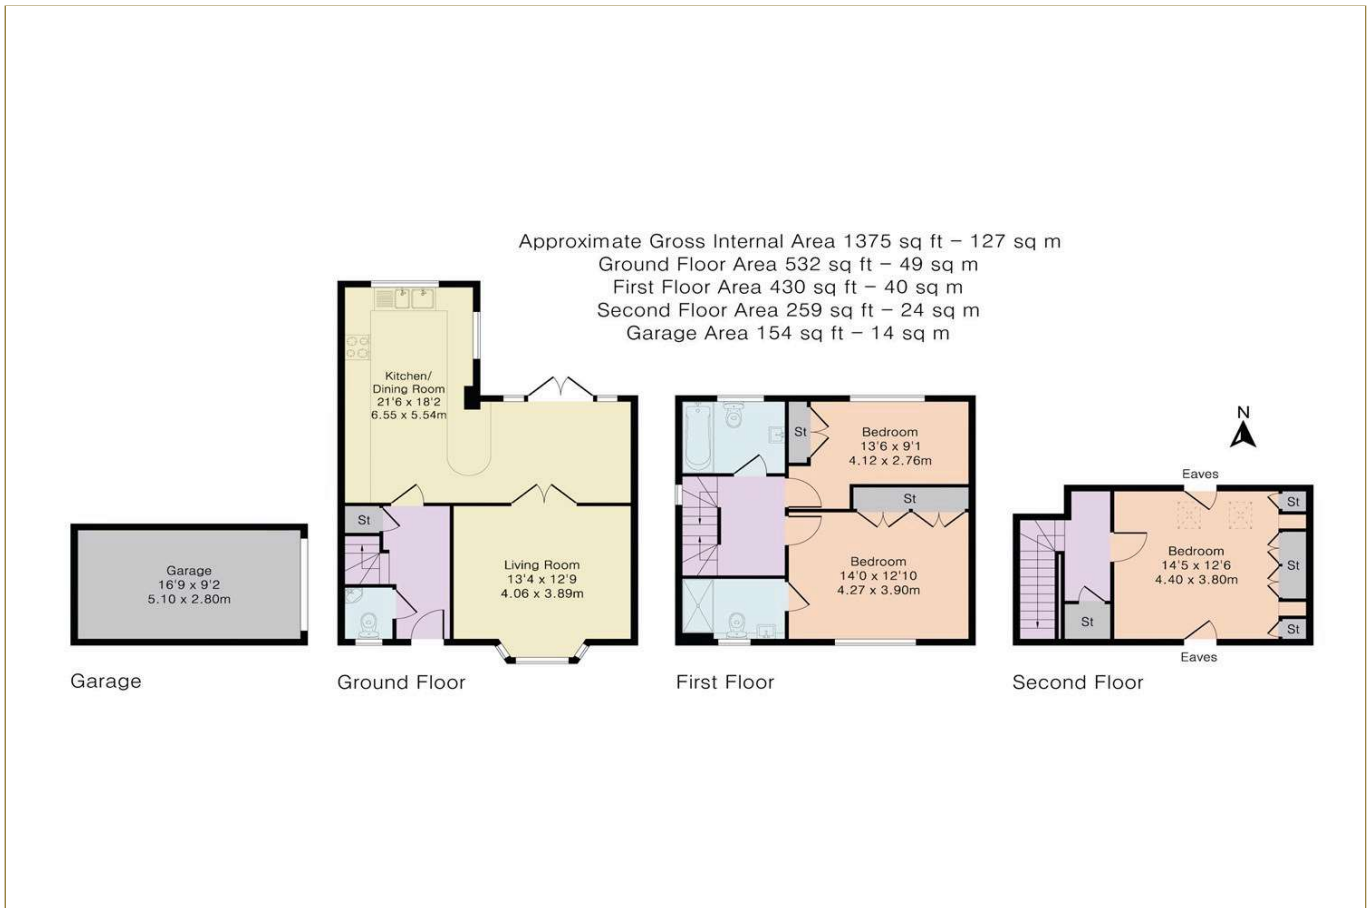 Approximate Gross Internal Area 1375 sq ft – 127 sq m
Ground Floor Area 532 sq ft – 49 sq m
First Floor Area 430 sq ft – 40 sq m
Second Floor Area 259 sq ft – 24 sq m
Garage Area 154 sq ft – 14 sq m
Garage
16'9 x 9'2
5.10 x 2.80m
Garage
Kitchen/
Dining Room
21'6 x 18'2
6.55 x 5.54m
St
Living Room
13'4 x 12'9
4.06 x 3.89m
Ground Floor
St
Bedroom
13'6 x 9'1
4.12 x 2.76m
St
Bedroom
14'0 x 12'10
4.27 x 3.90m
First Floor
N
Eaves
St
Bedroom
14'5 x 12'6
4.40 x 3.80m
St
St
St
Eaves
Second Floor